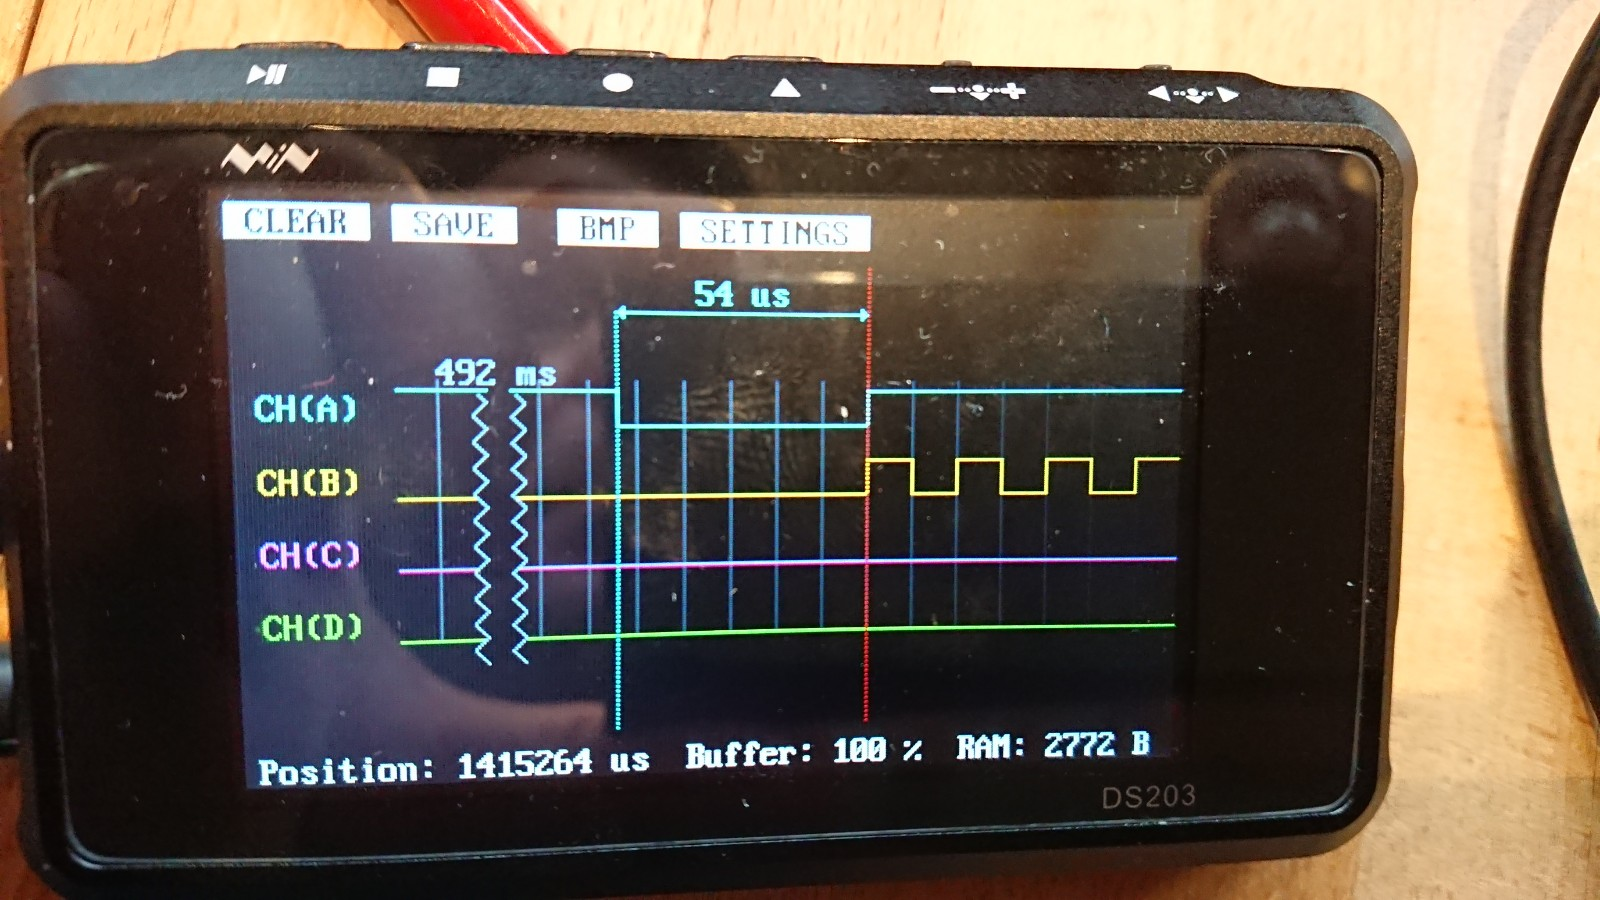 MiNi
CLEAR SAVE BMP SETTINGS
54 us
492 ms
CH(A)
CH(B)
CH(C)
CH(D)
Position: 1415264 us Buffer: 100 % RAM: 2772 B
DS203